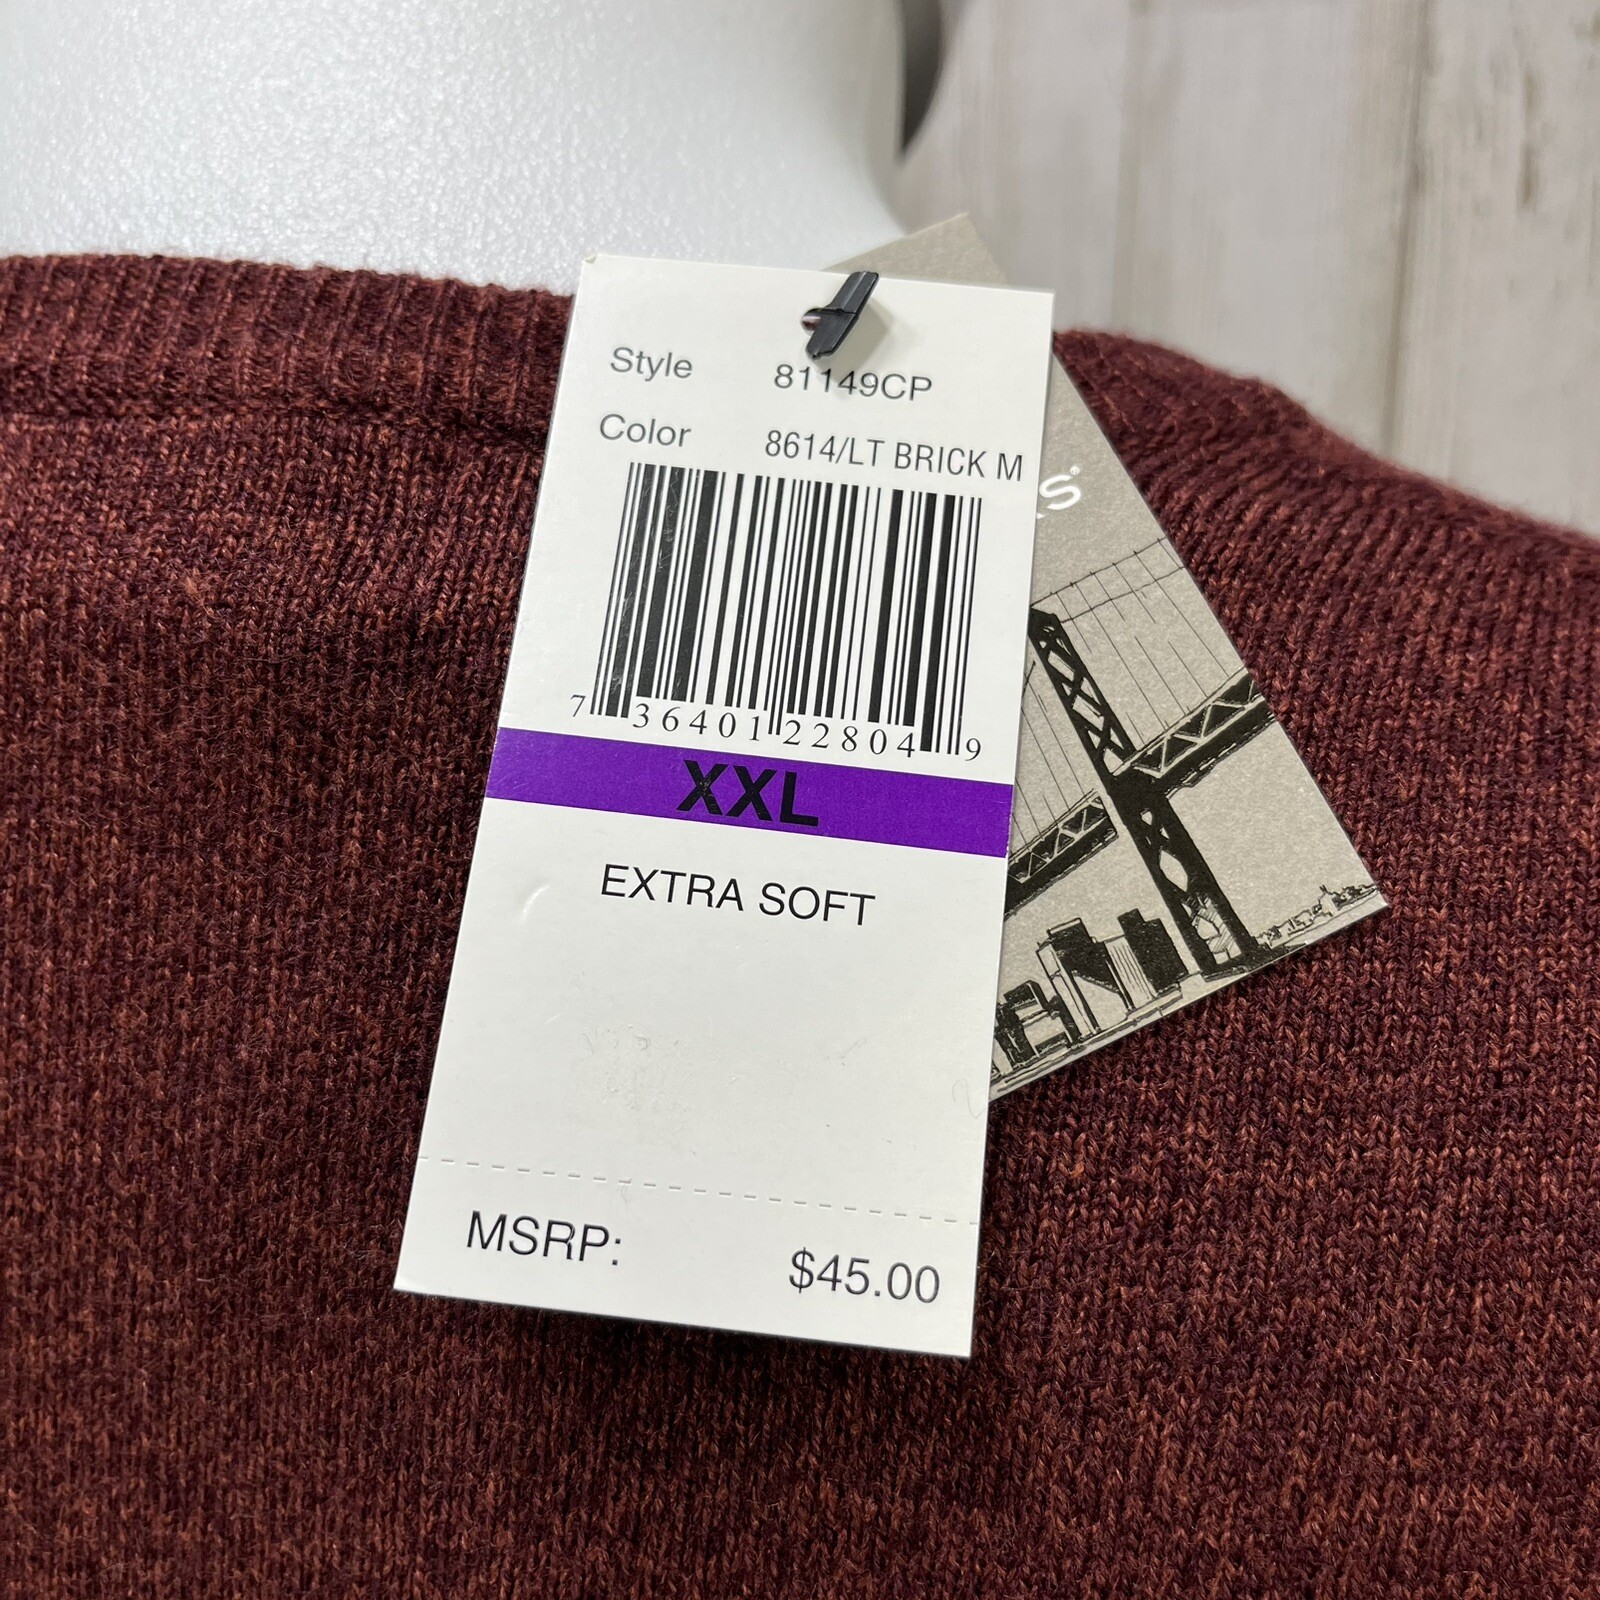 Style 81149CP
Color 8614/LT BRICK M
7 36401 22804 9
XXL
EXTRA SOFT
MSRP: $45.00